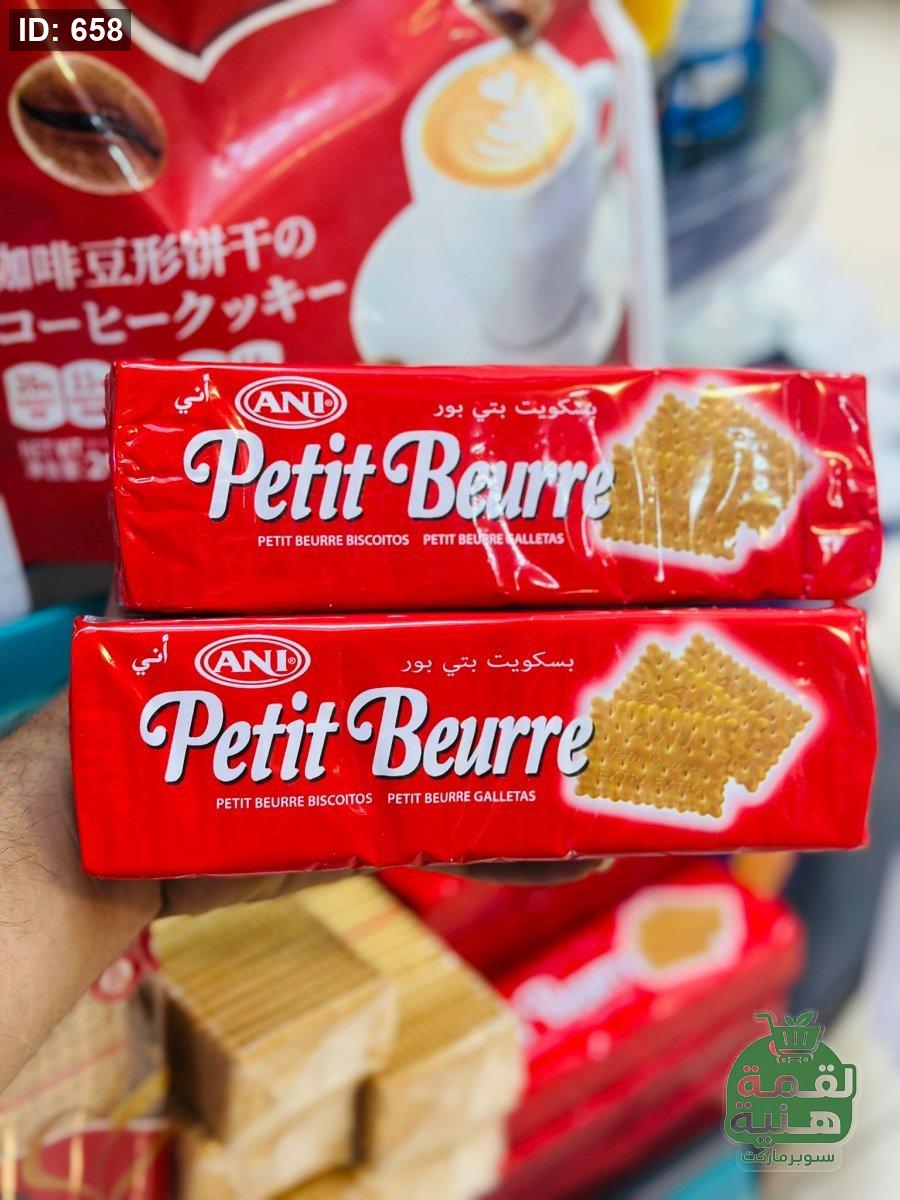 ID: 658
咖啡豆形饼干の
コーヒークッキー
أني
ANI®
بسكويت بتي بور
Petit Beurre
PETIT BEURRE BISCOITOS PETIT BEURRE GALLETAS
أني
ANI®
بسكويت بتي بور
Petit Beurre
PETIT BEURRE BISCOITOS PETIT BEURRE GALLETAS
لقمة
هنية
سوبرماركت